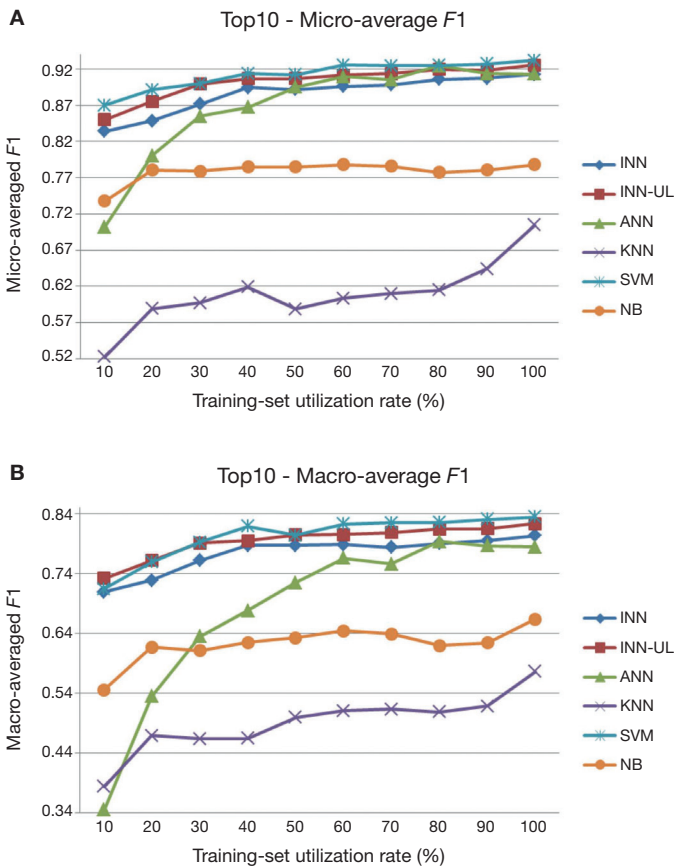 A
Top10 - Micro-average F1
Micro-averaged F1
0.92
0.87
0.82
0.77
0.72
0.67
0.62
0.57
0.52
10 20 30 40 50 60 70 80 90 100
Training-set utilization rate (%)
INN
INN-UL
ANN
KNN
SVM
NB
B
Top10 - Macro-average F1
Macro-averaged F1
0.84
0.74
0.64
0.54
0.44
0.34
10 20 30 40 50 60 70 80 90 100
Training-set utilization rate (%)
INN
INN-UL
ANN
KNN
SVM
NB